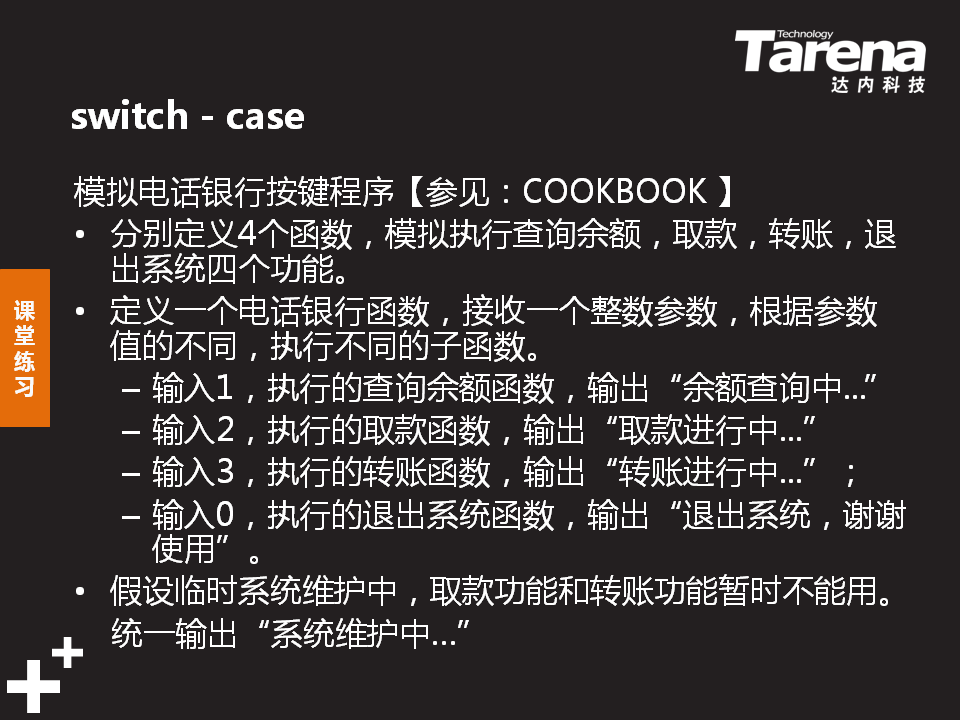 Technology
Tarena
达内科技
switch - case
模拟电话银行按键程序【参见：COOKBOOK 】
• 分别定义4个函数，模拟执行查询余额，取款，转账，退
出系统四个功能。
• 定义一个电话银行函数，接收一个整数参数，根据参数
值的不同，执行不同的子函数。
– 输入1，执行的查询余额函数，输出“余额查询中...”
– 输入2，执行的取款函数，输出“取款进行中...”
– 输入3，执行的转账函数，输出“转账进行中...” ；
– 输入0，执行的退出系统函数，输出“退出系统，谢谢
使用”。
• 假设临时系统维护中，取款功能和转账功能暂时不能用。
统一输出“系统维护中...”
课
堂
练
习